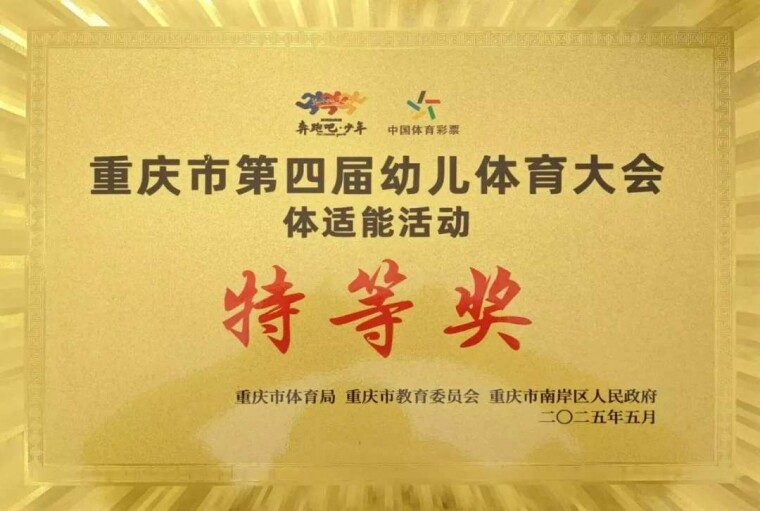 奔跑吧·少年 中国体育彩票
重庆市第四届幼儿体育大会
体适能活动
特等奖
重庆市体育局 重庆市教育委员会 重庆市南岸区人民政府
二〇二五年五月